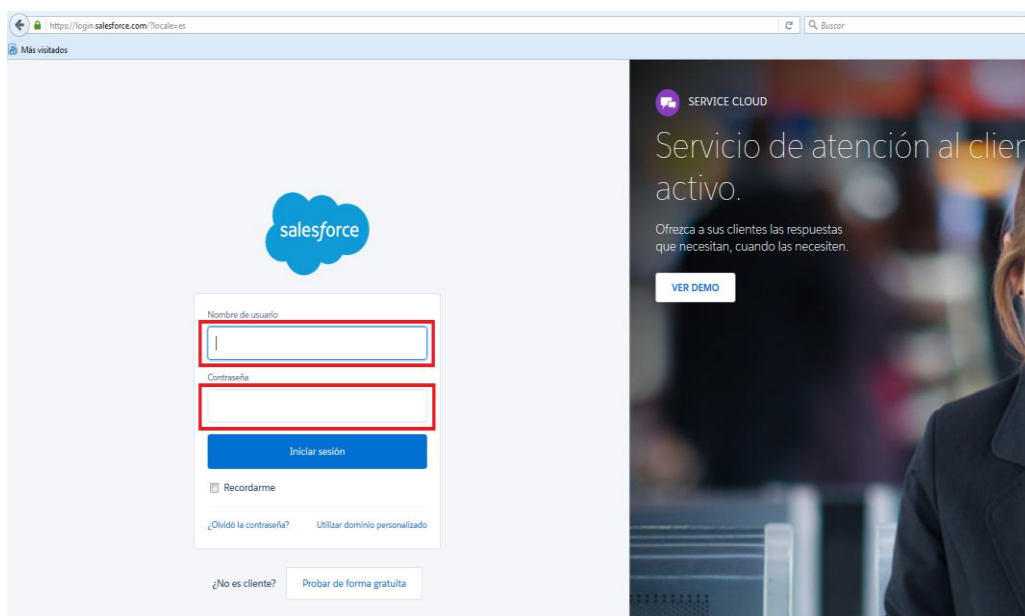 https://login.salesforce.com/?locale=es
Buscar
Más visitados
SERVICE CLOUD
Servicio de atención al clien
activo.
Ofrezca a sus clientes las respuestas
que necesitan, cuando las necesiten.
VER DEMO
salesforce
Nombre de usuario
Contraseña
Iniciar sesión
Recordarme
¿Olvidó la contraseña? Utilizar dominio personalizado
¿No es cliente? Probar de forma gratuita